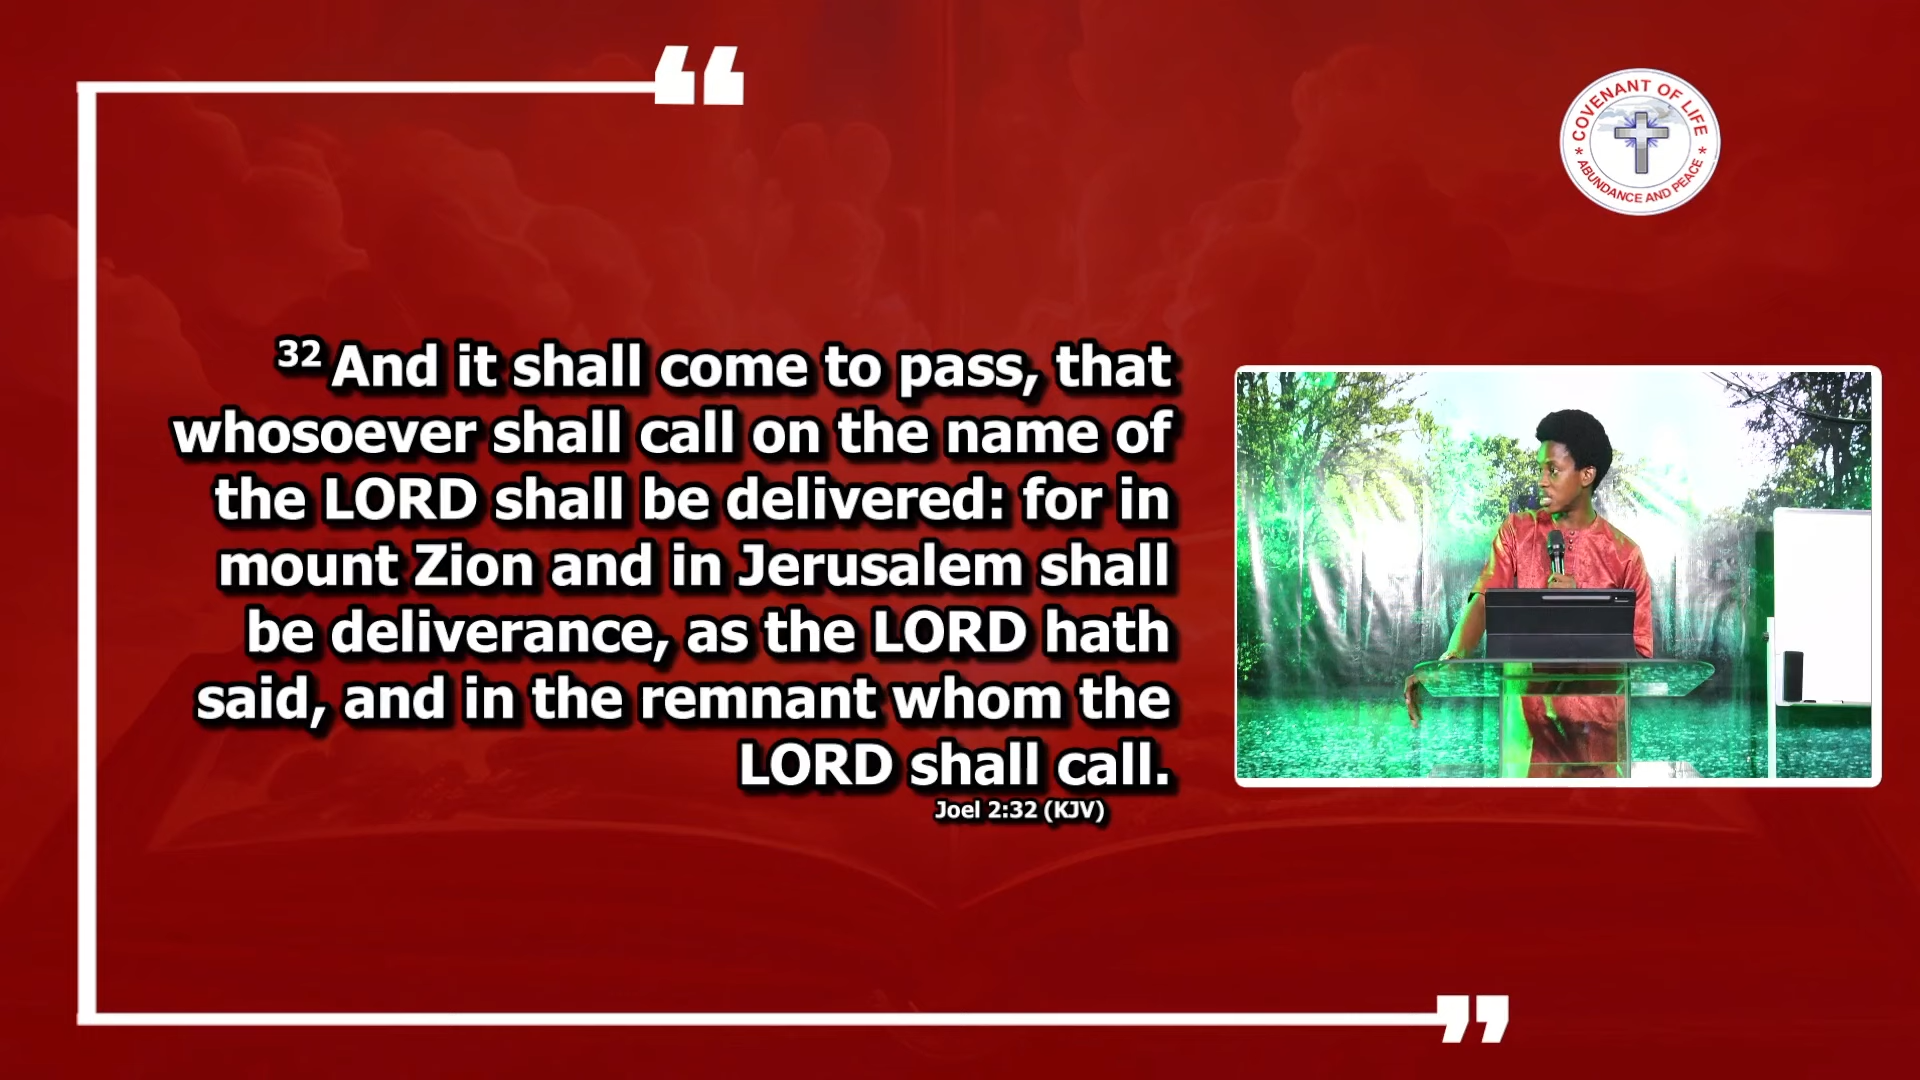 COVENANT OF LIFE
* ABUNDANCE AND PEACE *
32 And it shall come to pass, that
whosoever shall call on the name of
the LORD shall be delivered: for in
mount Zion and in Jerusalem shall
be deliverance, as the LORD hath
said, and in the remnant whom the
LORD shall call.
Joel 2:32 (KJV)